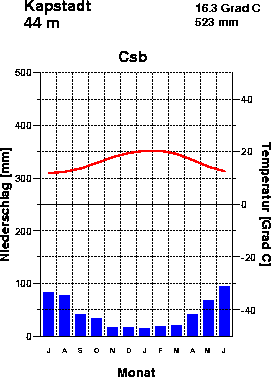 Kapstadt
44 m
16.3 Grad C
523 mm
Csb
Niederschlag [mm]
500
400
300
200
100
0
40
20
0
-20
-40
Temperatur [Grad C]
J A S O N D J F M A M J
Monat